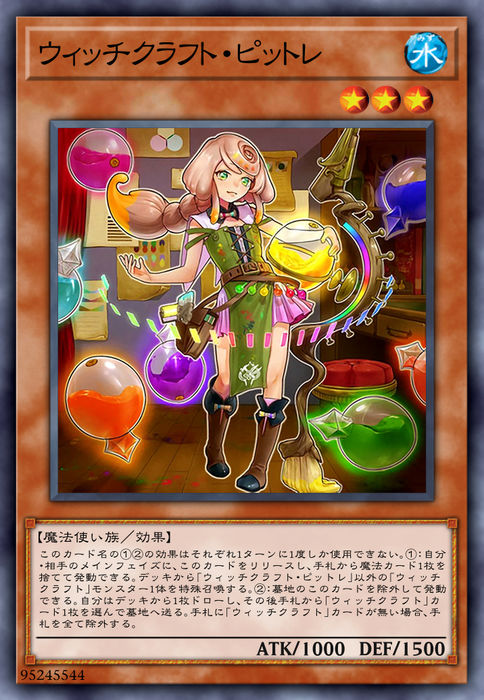 ウィッチクラフト・ピットレ
みず
水
【魔法使い族／効果】
このカード名の①②の効果はそれぞれ1ターンに1度しか使用できない。①：自分
・相手のメインフェイズに、このカードをリリースし、手札から魔法カード1枚を
捨てて発動できる。デッキから「ウィッチクラフト・ピットレ」以外の「ウィッチ
クラフト」モンスター1体を特殊召喚する。②：墓地のこのカードを除外して発動
できる。自分はデッキから1枚ドローし、その後手札から「ウィッチクラフト」カ
ード1枚を選んで墓地へ送る。手札に「ウィッチクラフト」カードが無い場合、手
札を全て除外する。
ATK/1000 DEF/1500
95245544